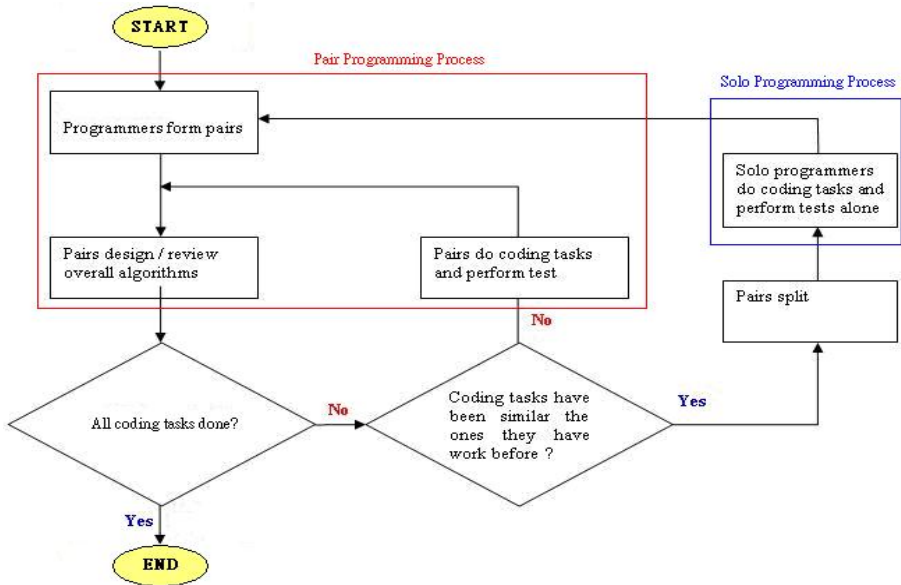 START
Pair Programming Process
Solo Programming Process
Programmers form pairs
Solo programmers
do coding tasks and
perform tests alone
Pairs design / review
overall algorithms
Pairs do coding tasks
and perform test
Pairs split
No
All coding tasks done?
No
Coding tasks have
been similar the
ones they have
work before ?
Yes
Yes
END